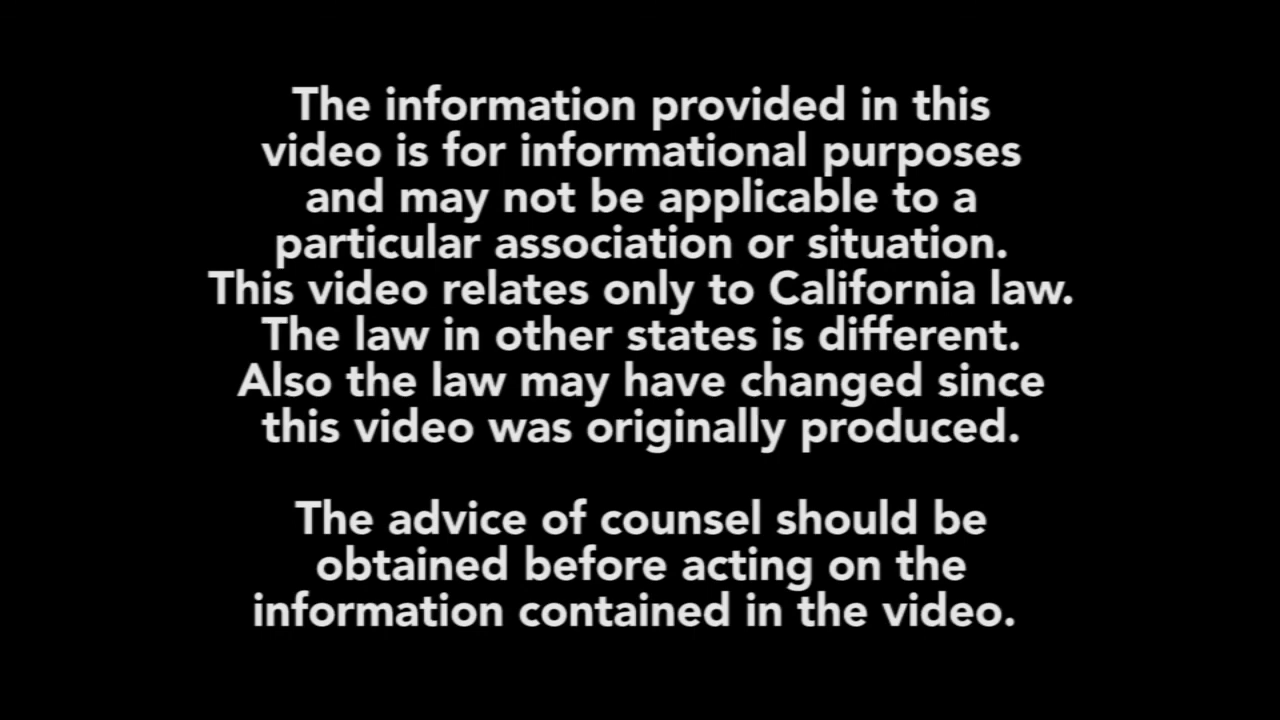 The information provided in this
video is for informational purposes
and may not be applicable to a
particular association or situation.
This video relates only to California law.
The law in other states is different.
Also the law may have changed since
this video was originally produced.
The advice of counsel should be
obtained before acting on the
information contained in the video.